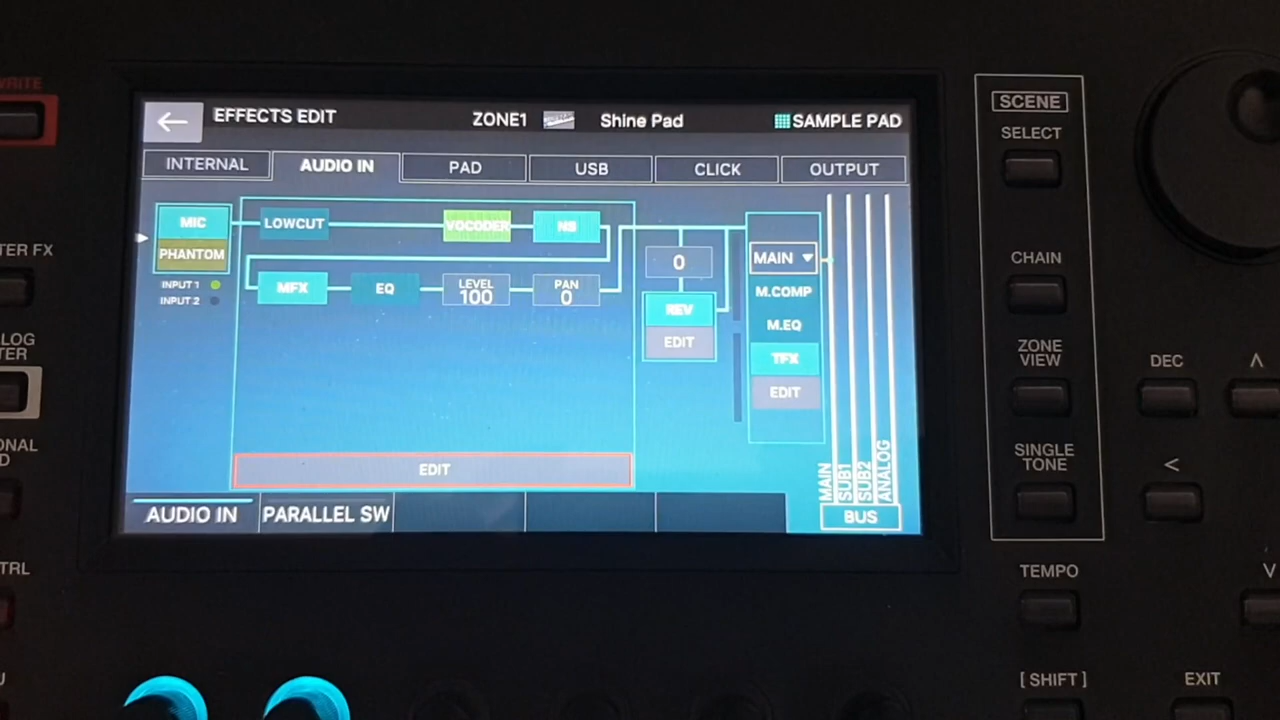 WRITE
EFFECTS EDIT
ZONE1
Shine Pad
SAMPLE PAD
INTERNAL
AUDIO IN
PAD
USB
CLICK
OUTPUT
MIC
PHANTOM
INPUT 1
INPUT 2
LOWCUT
VOCODER
NS
MFX
EQ
LEVEL
100
PAN
0
0
REV
EDIT
MAIN
M.COMP
M.EQ
TFX
EDIT
EDIT
MAIN
SUB1
SUB2
ANALOG
BUS
AUDIO IN
PARALLEL SW
SCENE
SELECT
CHAIN
ZONE
VIEW
SINGLE
TONE
TEMPO
[ SHIFT ]
DEC
EXIT
TER FX
LOG
TER
ONAL
D
TRL
U